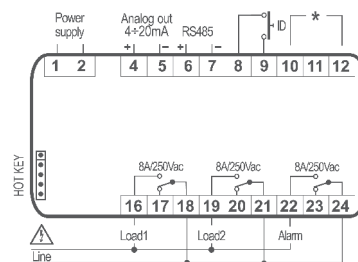 Power supply
Analog out 4÷20mA
RS485
ID
*
+ - + -
1 2 4 5 6 7 8 9 10 11 12
HOT KEY
8A/250Vac 8A/250Vac 8A/250Vac
16 17 18 19 20 21 22 23 24
Load1 Load2 Alarm
Line